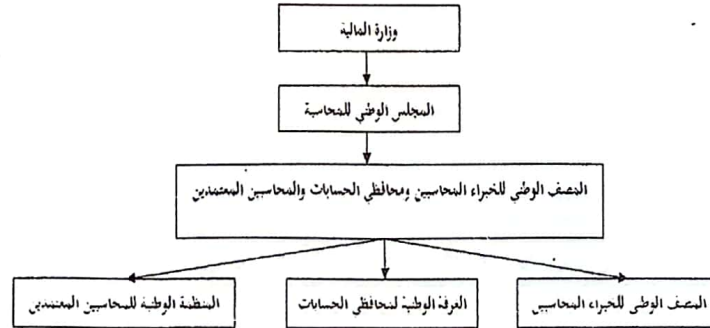 وزارة المالية
المجلس الوطني للمحاسبة
المصف الوطني للخبراء المحاسبين ومحافظي الحسابات والمحاسبين المعتمدين
المصف الوطني للخبراء المحاسبين
الغرفة الوطنية لمحافظي الحسابات
المنظمة الوطنية للمحاسبين المعتمدين